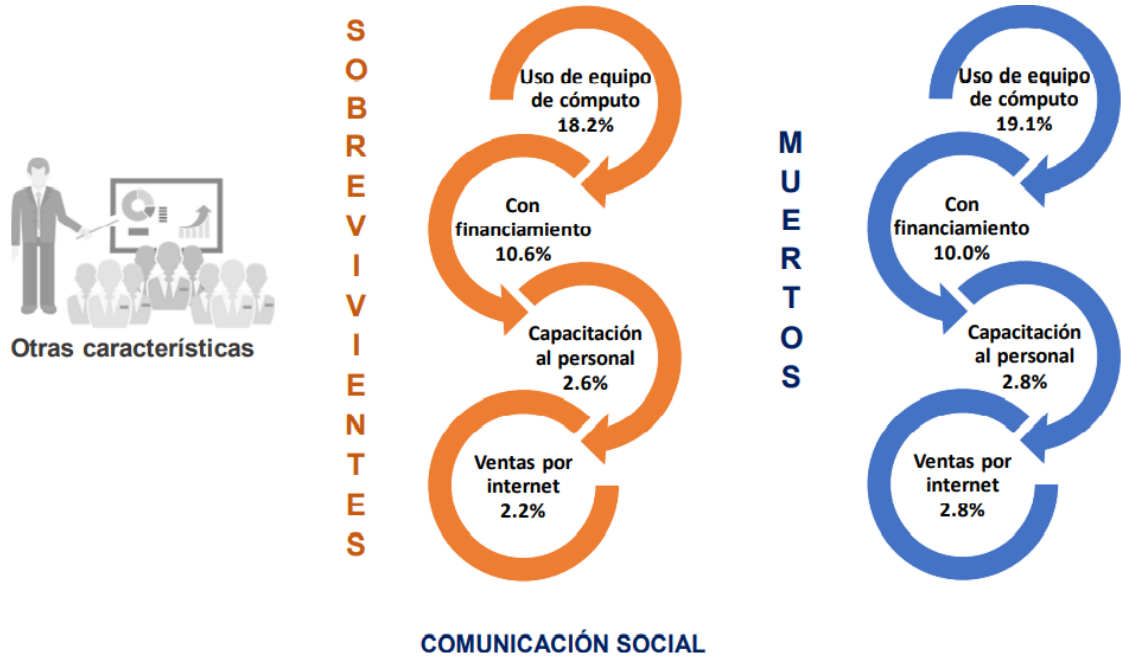 Otras características
SOBREVIVIENTES
Uso de equipo
de cómputo
18.2%
Con
financiamiento
10.6%
Capacitación
al personal
2.6%
Ventas por
internet
2.2%
MUERTOS
Uso de equipo
de cómputo
19.1%
Con
financiamiento
10.0%
Capacitación
al personal
2.8%
Ventas por
internet
2.8%
COMUNICACIÓN SOCIAL